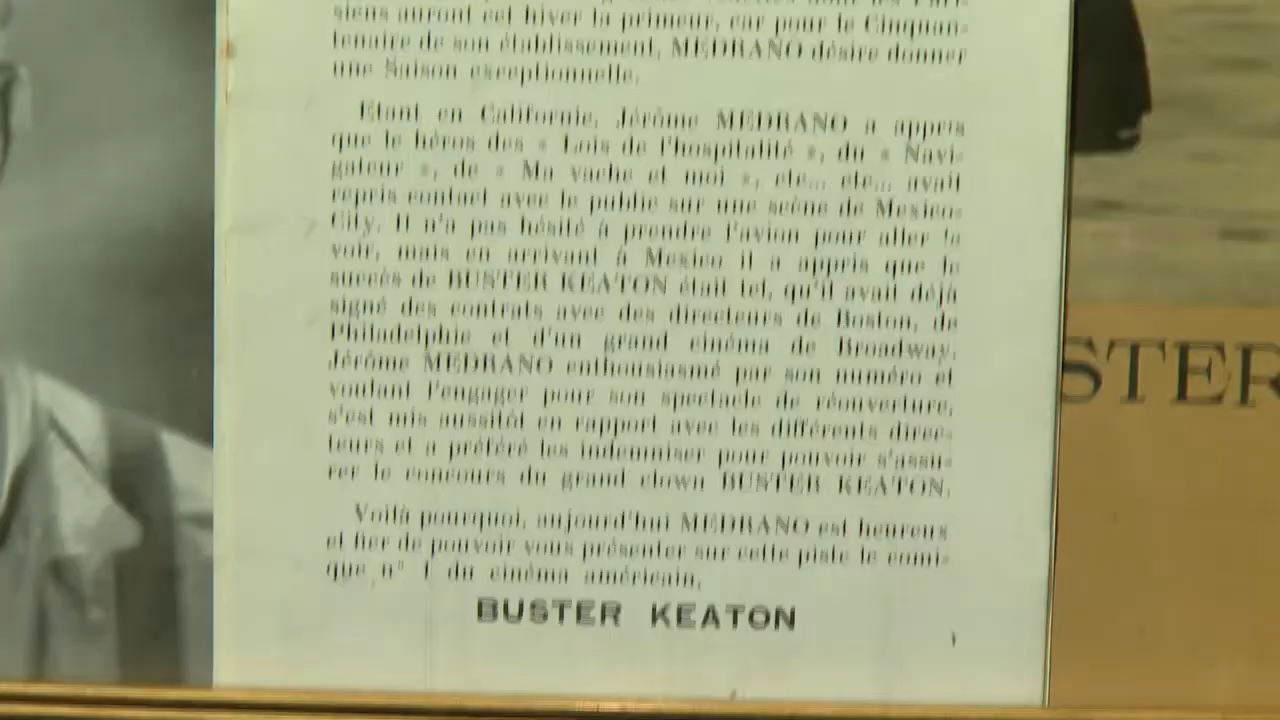 siens auront cet hiver la primeur, car pour le Cinquan-
tenaire de son établissement, MEDRANO désire donner
une Saison exceptionnelle.
Etant en Californie, Jérôme MEDRANO a appris
que le héros des « Lois de l'hospitalité », du « Navi-
gateur », de « Ma vache et moi », etc... etc... avait
repris contact avec le public sur une scène de Mexico-
City. Il n'a pas hésité à prendre l'avion pour aller le
voir, mais en arrivant à Mexico il a appris que le
succès de BUSTER KEATON était tel, qu'il avait déjà
signé des contrats avec des directeurs de Boston, de
Philadelphie et d'un grand cinéma de Broadway.
Jérôme MEDRANO enthousiasmé par son numéro et
voulant l'engager pour son spectacle de réouverture,
s'est mis aussitôt en rapport avec les différents direc-
teurs et a préféré les indemniser pour pouvoir s'assu-
rer le concours du grand clown BUSTER KEATON.
Voilà pourquoi, aujourd'hui MEDRANO est heureux
et fier de pouvoir vous présenter sur cette piste le comi-
que n° 1 du cinéma américain,
BUSTER KEATON
STER